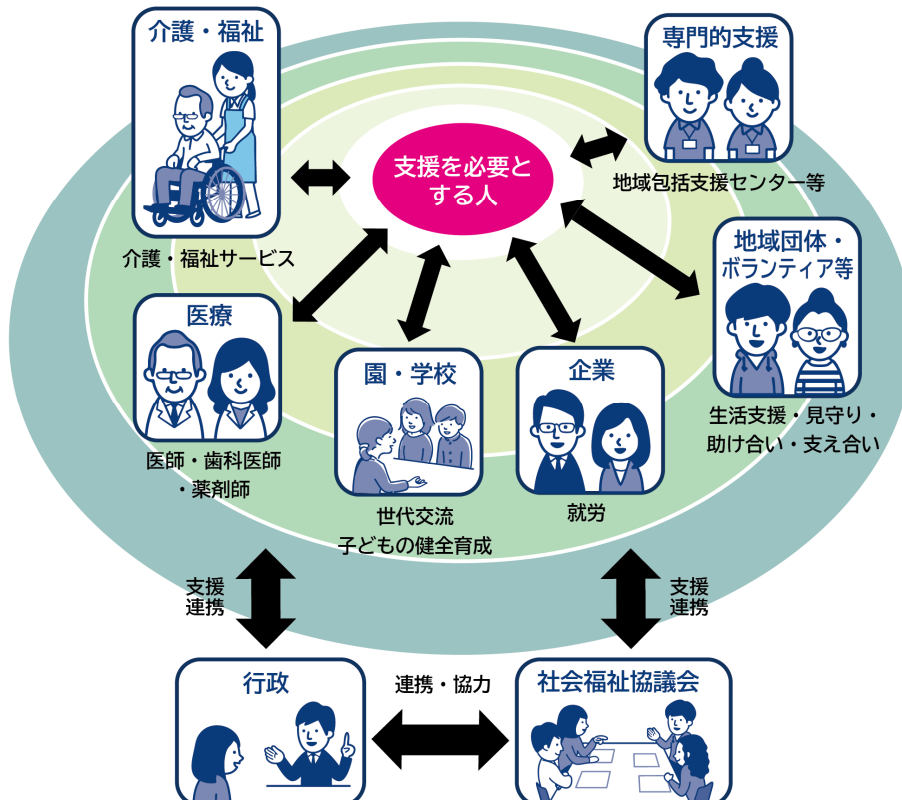 介護・福祉
介護・福祉サービス
専門的支援
地域包括支援センター等
支援を必要と
する人
地域団体・
ボランティア等
生活支援・見守り・
助け合い・支え合い
医療
医師・歯科医師
・薬剤師
園・学校
世代交流
子どもの健全育成
企業
就労
支援
連携
支援
連携
行政
連携・協力
社会福祉協議会